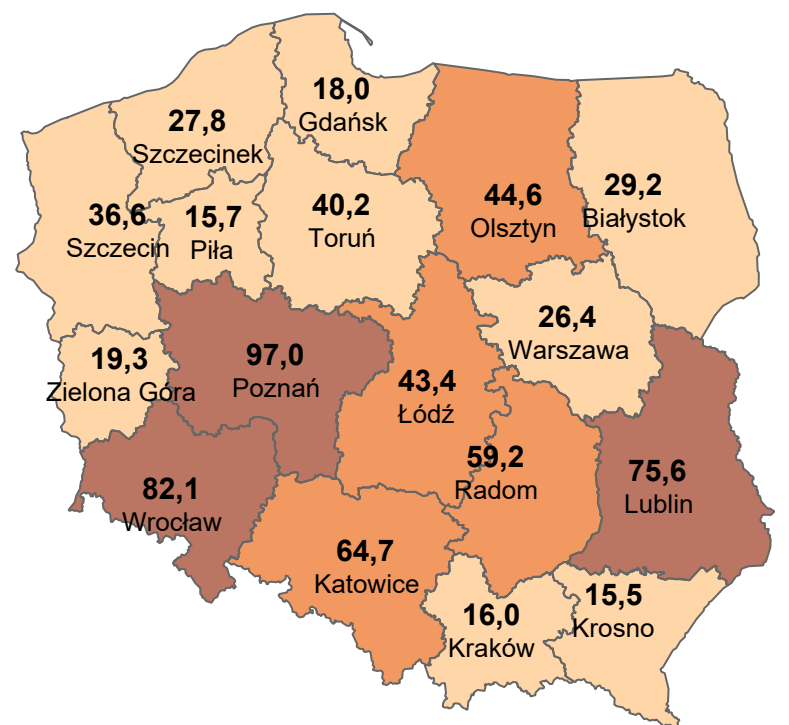 18,0
Gdańsk
27,8
Szczecinek
44,6
Olsztyn
29,2
Białystok
36,6
Szczecin
15,7
Piła
40,2
Toruń
26,4
Warszawa
19,3
Zielona Góra
97,0
Poznań
43,4
Łódź
59,2
Radom
75,6
Lublin
82,1
Wrocław
64,7
Katowice
16,0
Kraków
15,5
Krosno